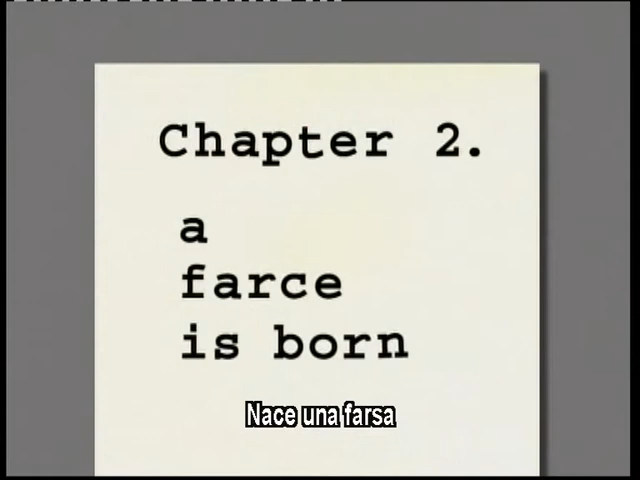 Chapter 2.
a
farce
is born
Nace una farsa